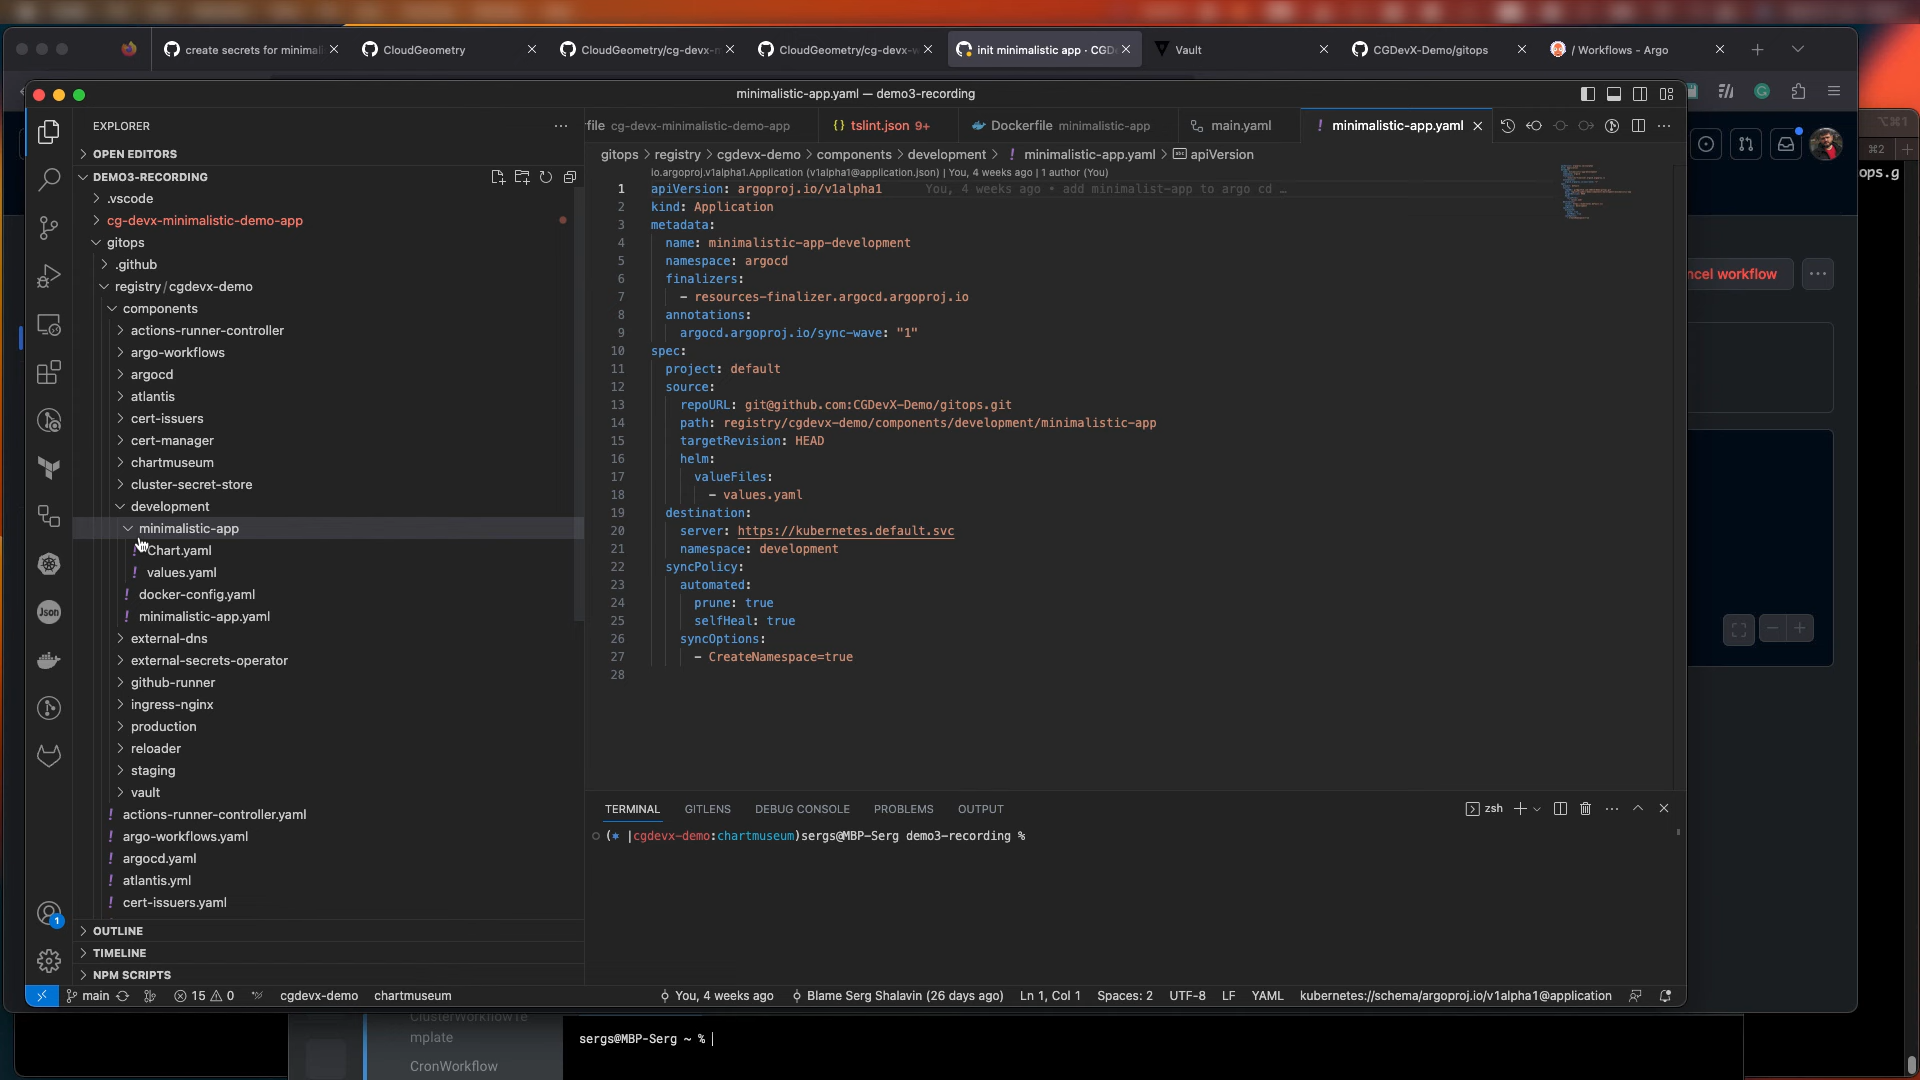 create secrets for minimal
CloudGeometry
CloudGeometry/cg-dev-x-
CloudGeometry/cg-devx-w
init minimalistic app · CGD
Vault
CGDevX-Demo/gitops
/ Workflows - Argo
minimalistic-app.yaml — demo3-recording
EXPLORER
file cg-devx-minimalistic-demo-app
tslint.json 9+
Dockerfile minimalistic-app
main.yaml
minimalistic-app.yaml
⌥⌘1
⌘2
ops.g
OPEN EDITORS
gitops > registry > cgdevx-demo > components > development > ! minimalistic-app.yaml > apiVersion
DEMO3-RECORDING
.vscode
cg-devx-minimalistic-demo-app
gitops
.github
registry / cgdevx-demo
components
actions-runner-controller
argo-workflows
argocd
atlantis
cert-issuers
cert-manager
chartmuseum
cluster-secret-store
development
minimalistic-app
! Chart.yaml
! values.yaml
! docker-config.yaml
! minimalistic-app.yaml
external-dns
external-secrets-operator
github-runner
ingress-nginx
production
reloader
staging
vault
! actions-runner-controller.yaml
! argo-workflows.yaml
! argocd.yaml
! atlantis.yml
! cert-issuers.yaml
OUTLINE
TIMELINE
NPM SCRIPTS
io.argoproj.v1alpha1.Application (v1alpha1@application.json) | You, 4 weeks ago | 1 author (You)
1 apiVersion: argoproj.io/v1alpha1 You, 4 weeks ago • add minimalist-app to argo cd …
2 kind: Application
3 metadata:
4 name: minimalistic-app-development
5 namespace: argocd
6 finalizers:
7 - resources-finalizer.argocd.argoproj.io
8 annotations:
9 argocd.argoproj.io/sync-wave: "1"
10 spec:
11 project: default
12 source:
13 repoURL: git@github.com:CGDevX-Demo/gitops.git
14 path: registry/cgdevx-demo/components/development/minimalistic-app
15 targetRevision: HEAD
16 helm:
17 valueFiles:
18 - values.yaml
19 destination:
20 server: https://kubernetes.default.svc
21 namespace: development
22 syncPolicy:
23 automated:
24 prune: true
25 selfHeal: true
26 syncOptions:
27 - CreateNamespace=true
28
ncel workflow
TERMINAL
GITLENS
DEBUG CONSOLE
PROBLEMS
OUTPUT
zsh
(* |cgdevx-demo:chartmuseum)sergs@MBP-Serg demo3-recording %
Json
1
main
15
0
cgdevx-demo
chartmuseum
You, 4 weeks ago
Blame Serg Shalavin (26 days ago)
Ln 1, Col 1
Spaces: 2
UTF-8
LF
YAML
kubernetes://schema/argoproj.io/v1alpha1@application
ClusterWorkflowTe
mplate
CronWorkflow
sergs@MBP-Serg ~ %